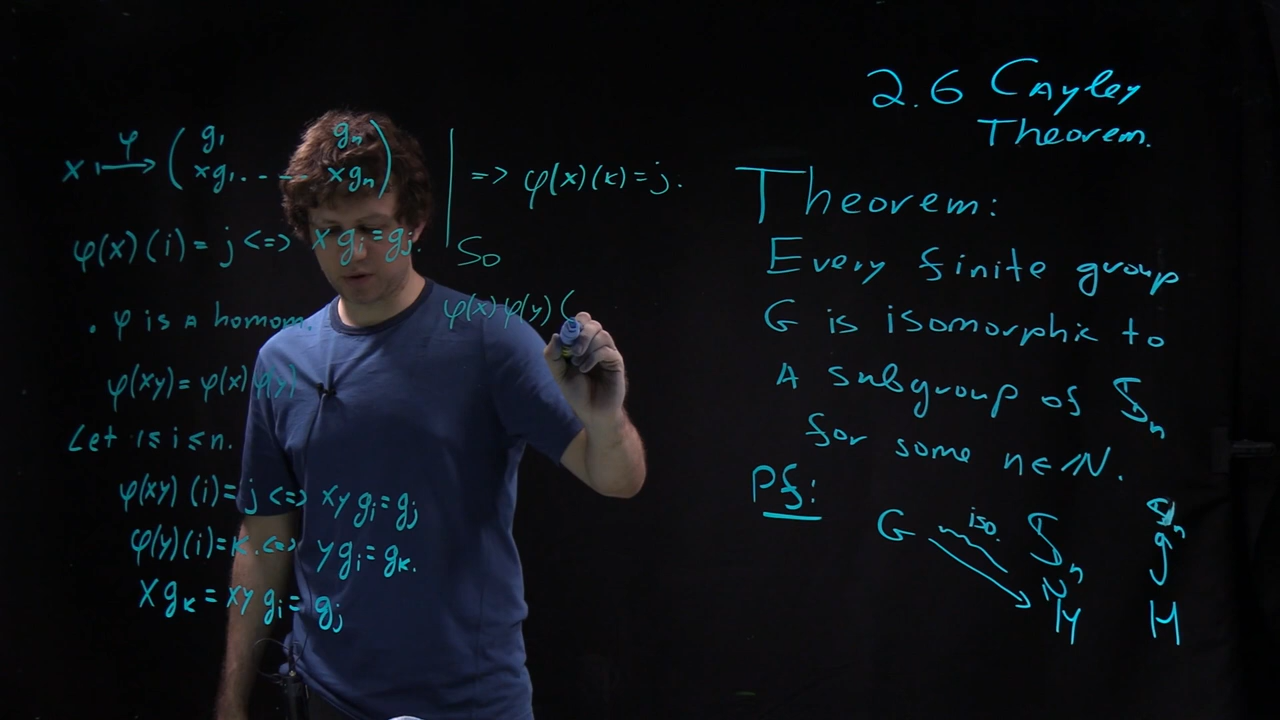 2.6 Cayley
Theorem.
x ↦ φ ( g₁ gₙ
xg₁.---- xgₙ )
φ(x)(i)=j <=> xgᵢ=gⱼ.
. φ is a homom.
φ(xy)=φ(x)φ(y)
Let 1≤i≤n.
φ(xy)(i)=j <=> xy gᵢ=gⱼ
φ(y)(i)=k.<=> y gᵢ=gₖ.
x gₖ=xy gᵢ=gⱼ
=> φ(x)(k)=j.
So
φ(x)φ(y)(
Theorem:
Every finite group
G is isomorphic to
A subgroup of Sₙ
for some n∈ℕ.
Pf:
G iso. Sₙ Sₙ
H H